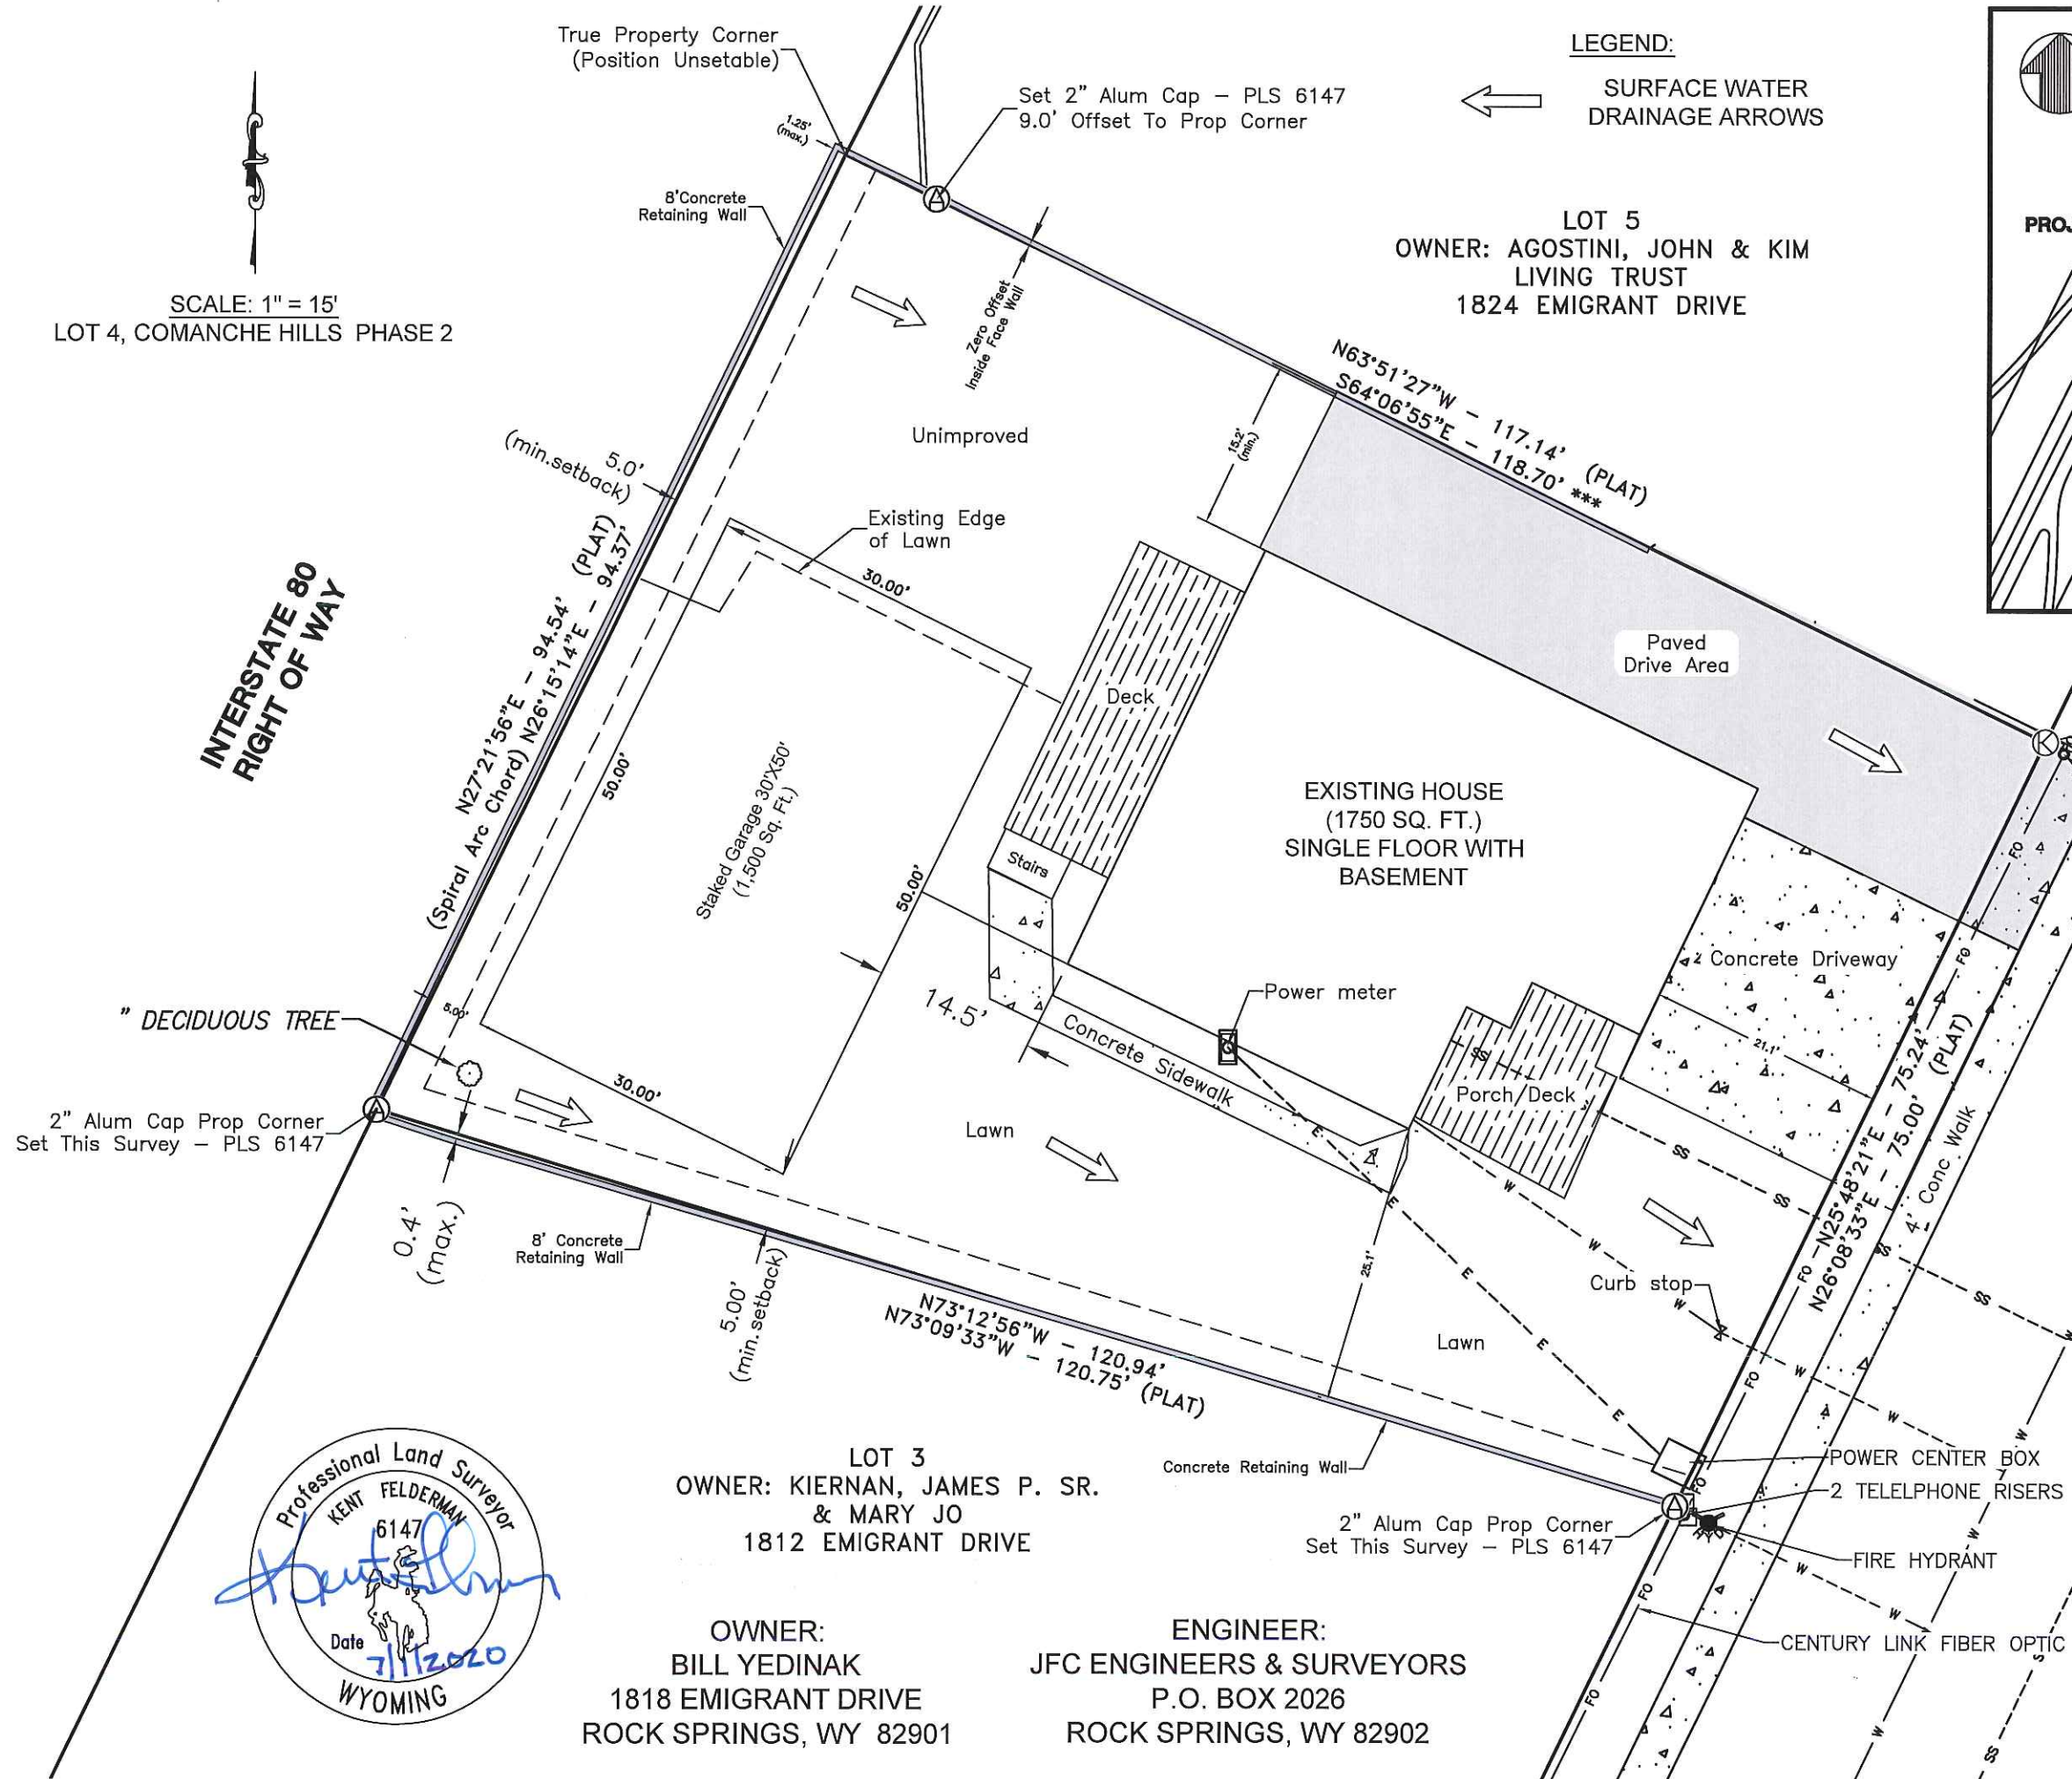 True Property Corner
(Position Unsetable)
Set 2” Alum Cap – PLS 6147
9.0’ Offset To Prop Corner
LEGEND:
SURFACE WATER
DRAINAGE ARROWS
1.25’
(max.)
8'Concrete
Retaining Wall
SCALE: 1" = 15'
LOT 4, COMANCHE HILLS PHASE 2
LOT 5
OWNER: AGOSTINI, JOHN & KIM
LIVING TRUST
1824 EMIGRANT DRIVE
PROJ
Zero Offset
Inside Face Wall
N63°51’27”W – 117.14’ (PLAT)
S64°06’55”E – 118.70’ ***
15.2’
(min.)
Unimproved
5.0’
(min.setback)
Existing Edge
of Lawn
30.00’
INTERSTATE 80
RIGHT OF WAY
N27°21’56”E – 94.54’ (PLAT)
(Spiral Arc Chord) N26°15’14”E – 94.37’
50.00’
Staked Garage 30'X50'
(1,500 Sq. Ft.)
50.00’
Deck
Stairs
Paved
Drive Area
K
EXISTING HOUSE
(1750 SQ. FT.)
SINGLE FLOOR WITH
BASEMENT
Concrete Driveway
21.1’
Power meter
14.5’
Concrete Sidewalk
Porch/Deck
SS
" DECIDUOUS TREE
5.00’
30.00’
2” Alum Cap Prop Corner
Set This Survey – PLS 6147
A
Lawn
0.4’
(max.)
8’ Concrete
Retaining Wall
5.00’
(min.setback)
N73°12’56”W – 120.94’
N73°09’33”W – 120.75’ (PLAT)
25.1’
Lawn
Curb stop
FO
N25°48’21”E – 75.24’
N26°08’33”E – 75.00’ (PLAT)
4’ Conc Walk
E
W
SS
Concrete Retaining Wall
POWER CENTER BOX
2 TELELPHONE RISERS
2” Alum Cap Prop Corner
Set This Survey – PLS 6147
A
HYD
FIRE HYDRANT
CENTURY LINK FIBER OPTIC
LOT 3
OWNER: KIERNAN, JAMES P. SR.
& MARY JO
1812 EMIGRANT DRIVE
Professional Land Surveyor
KENT FELDERMAN
6147
Date
7/1/2020
WYOMING
OWNER:
BILL YEDINAK
1818 EMIGRANT DRIVE
ROCK SPRINGS, WY 82901
ENGINEER:
JFC ENGINEERS & SURVEYORS
P.O. BOX 2026
ROCK SPRINGS, WY 82902